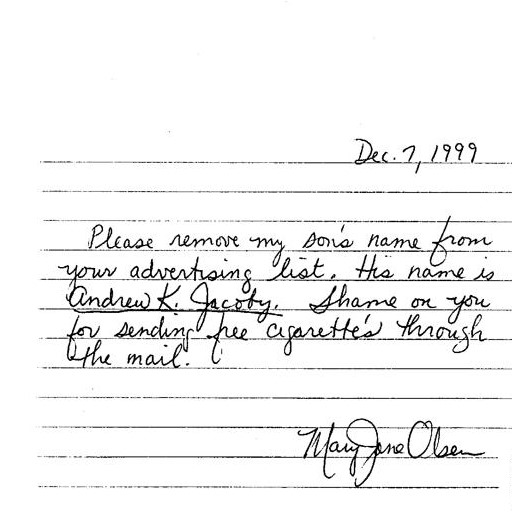 Dec. 7, 1999
Please remove my son's name from
your advertising list. His name is
Andrew K. Jacoby. Shame on you
for sending free cigarette's through
the mail.
Mary Jane Olsen